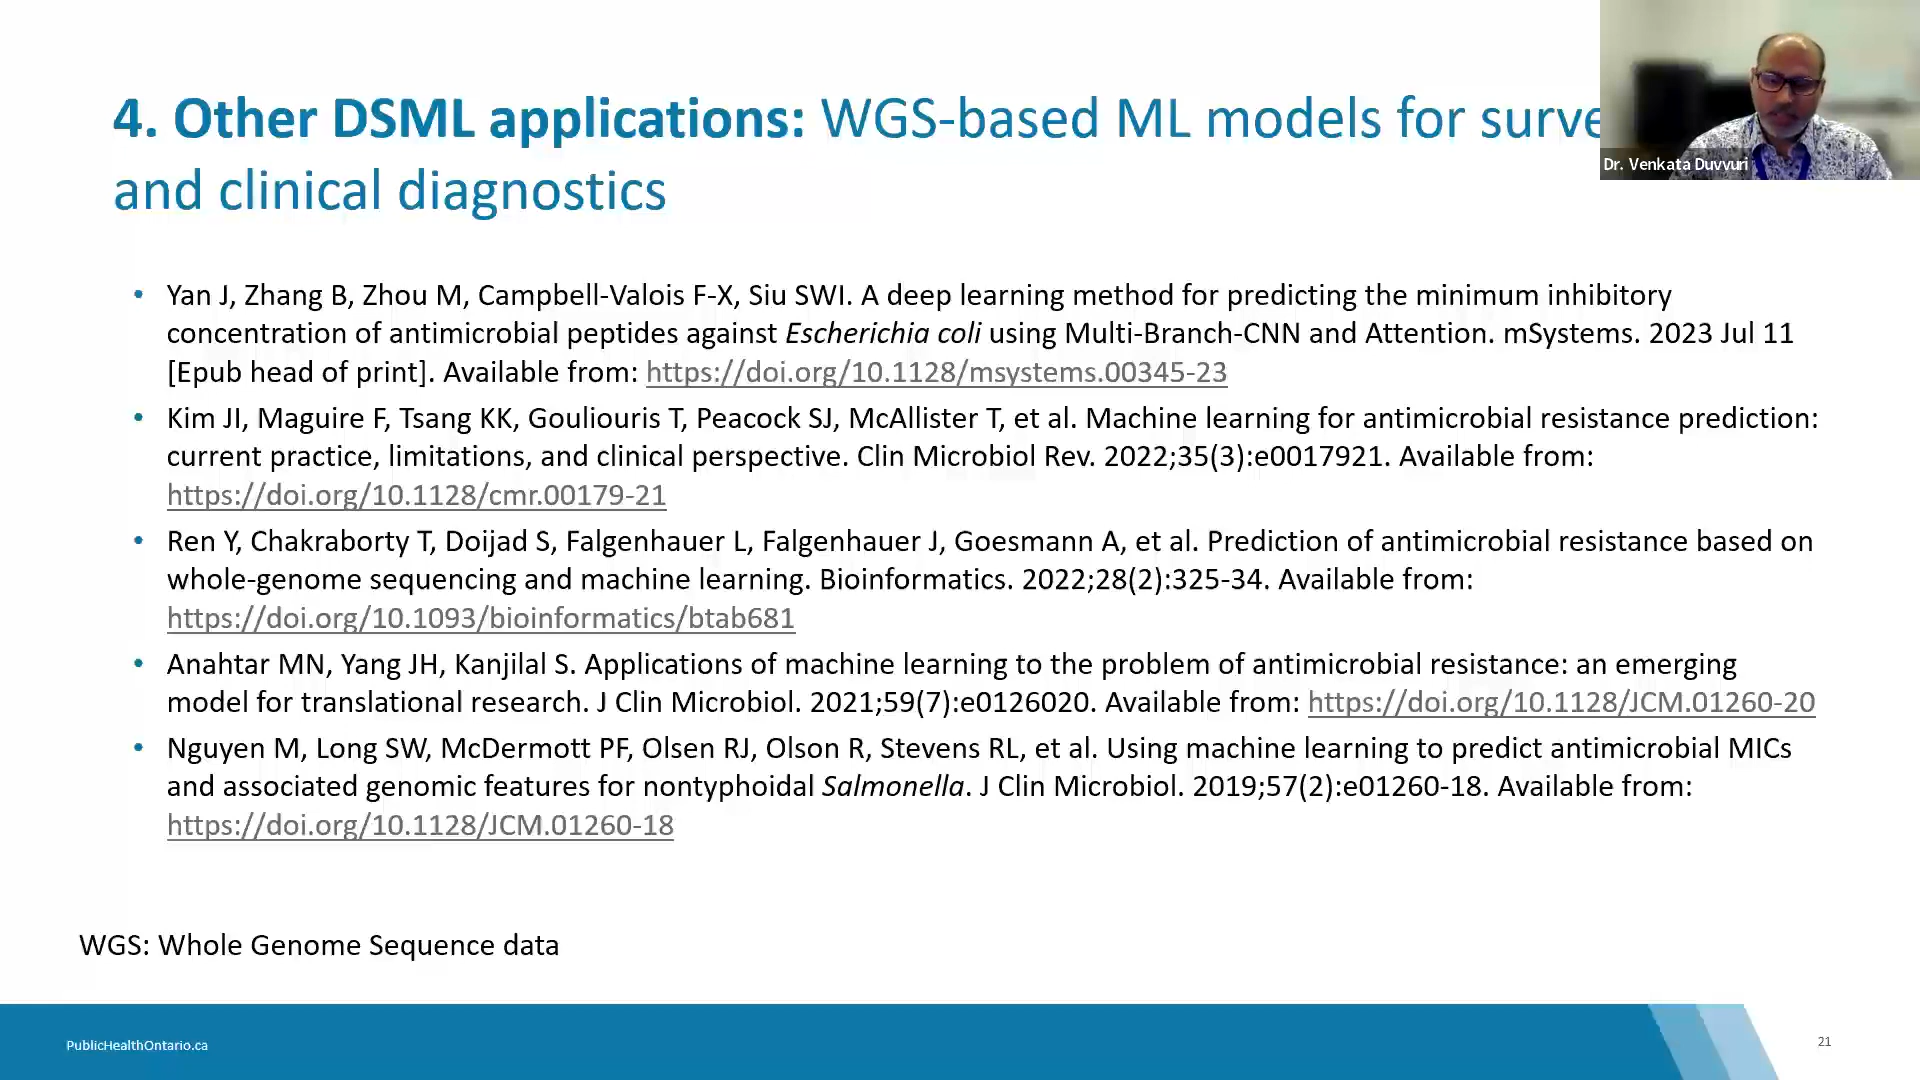 4. Other DSML applications: WGS-based ML models for surve
and clinical diagnostics
Dr. Venkata Duvvuri
• Yan J, Zhang B, Zhou M, Campbell-Valois F-X, Siu SWI. A deep learning method for predicting the minimum inhibitory
concentration of antimicrobial peptides against Escherichia coli using Multi-Branch-CNN and Attention. mSystems. 2023 Jul 11
[Epub head of print]. Available from: https://doi.org/10.1128/msystems.00345-23
• Kim JI, Maguire F, Tsang KK, Gouliouris T, Peacock SJ, McAllister T, et al. Machine learning for antimicrobial resistance prediction:
current practice, limitations, and clinical perspective. Clin Microbiol Rev. 2022;35(3):e0017921. Available from:
https://doi.org/10.1128/cmr.00179-21
• Ren Y, Chakraborty T, Doijad S, Falgenhauer L, Falgenhauer J, Goesmann A, et al. Prediction of antimicrobial resistance based on
whole-genome sequencing and machine learning. Bioinformatics. 2022;28(2):325-34. Available from:
https://doi.org/10.1093/bioinformatics/btab681
• Anahtar MN, Yang JH, Kanjilal S. Applications of machine learning to the problem of antimicrobial resistance: an emerging
model for translational research. J Clin Microbiol. 2021;59(7):e0126020. Available from: https://doi.org/10.1128/JCM.01260-20
• Nguyen M, Long SW, McDermott PF, Olsen RJ, Olson R, Stevens RL, et al. Using machine learning to predict antimicrobial MICs
and associated genomic features for nontyphoidal Salmonella. J Clin Microbiol. 2019;57(2):e01260-18. Available from:
https://doi.org/10.1128/JCM.01260-18
WGS: Whole Genome Sequence data
PublicHealthOntario.ca
21